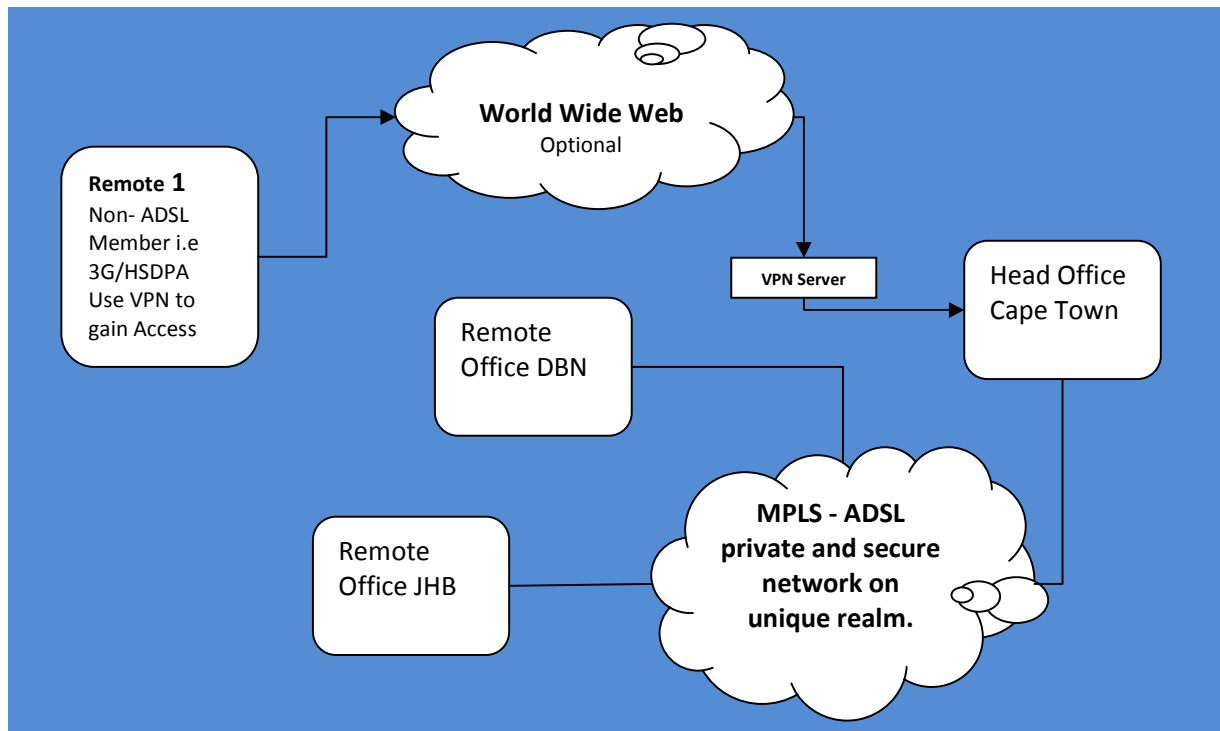 World Wide Web
Optional
Remote 1
Non- ADSL
Member i.e
3G/HSDPA
Use VPN to
gain Access
VPN Server
Head Office
Cape Town
Remote
Office DBN
MPLS - ADSL
private and secure
network on
unique realm.
Remote
Office JHB